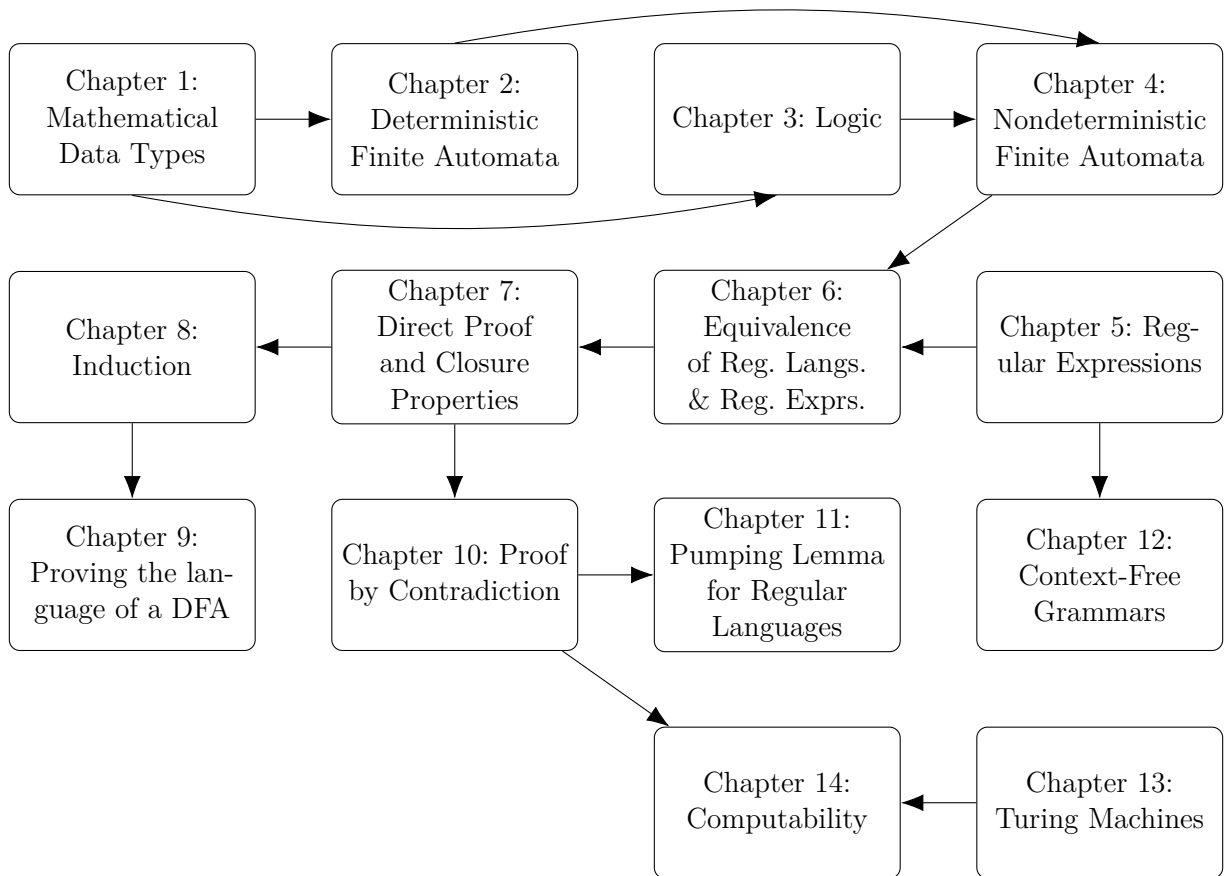 Chapter 1:
Mathematical
Data Types
Chapter 2:
Deterministic
Finite Automata
Chapter 3: Logic
Chapter 4:
Nondeterministic
Finite Automata
Chapter 8:
Induction
Chapter 7:
Direct Proof
and Closure
Properties
Chapter 6:
Equivalence
of Reg. Langs.
& Reg. Exprs.
Chapter 5: Reg-
ular Expressions
Chapter 9:
Proving the lan-
guage of a DFA
Chapter 10: Proof
by Contradiction
Chapter 11:
Pumping Lemma
for Regular
Languages
Chapter 12:
Context-Free
Grammars
Chapter 14:
Computability
Chapter 13:
Turing Machines